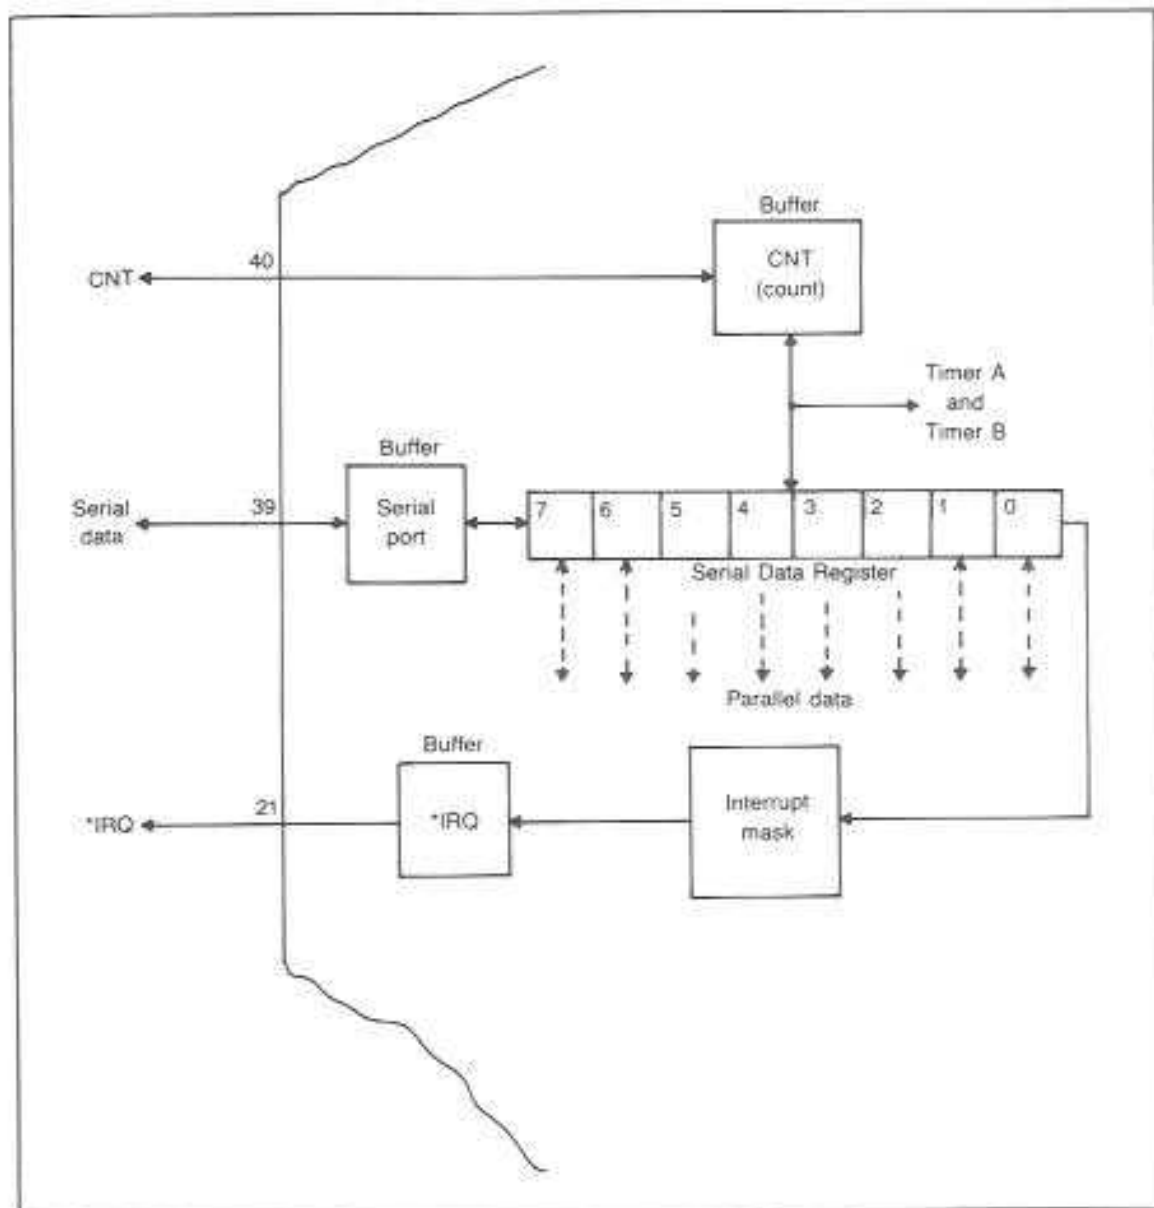 Buffer
CNT
(count)
40
CNT
Timer A
and
Timer B
Buffer
Serial
port
39
Serial
data
7 6 5 4 3 2 1 0
Serial Data Register
Parallel data
Buffer
*IRQ
21
*IRQ
Interrupt
mask